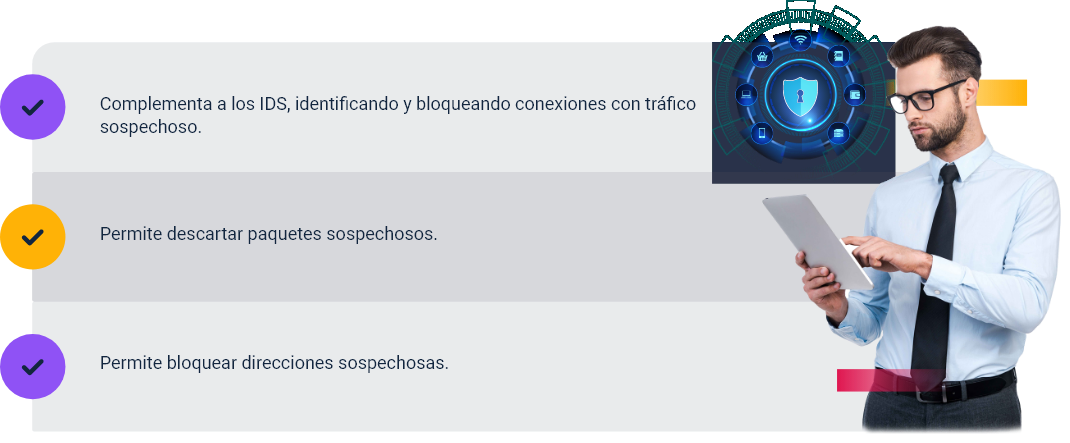 Complementa a los IDS, identificando y bloqueando conexiones con tráfico
sospechoso.
Permite descartar paquetes sospechosos.
Permite bloquear direcciones sospechosas.